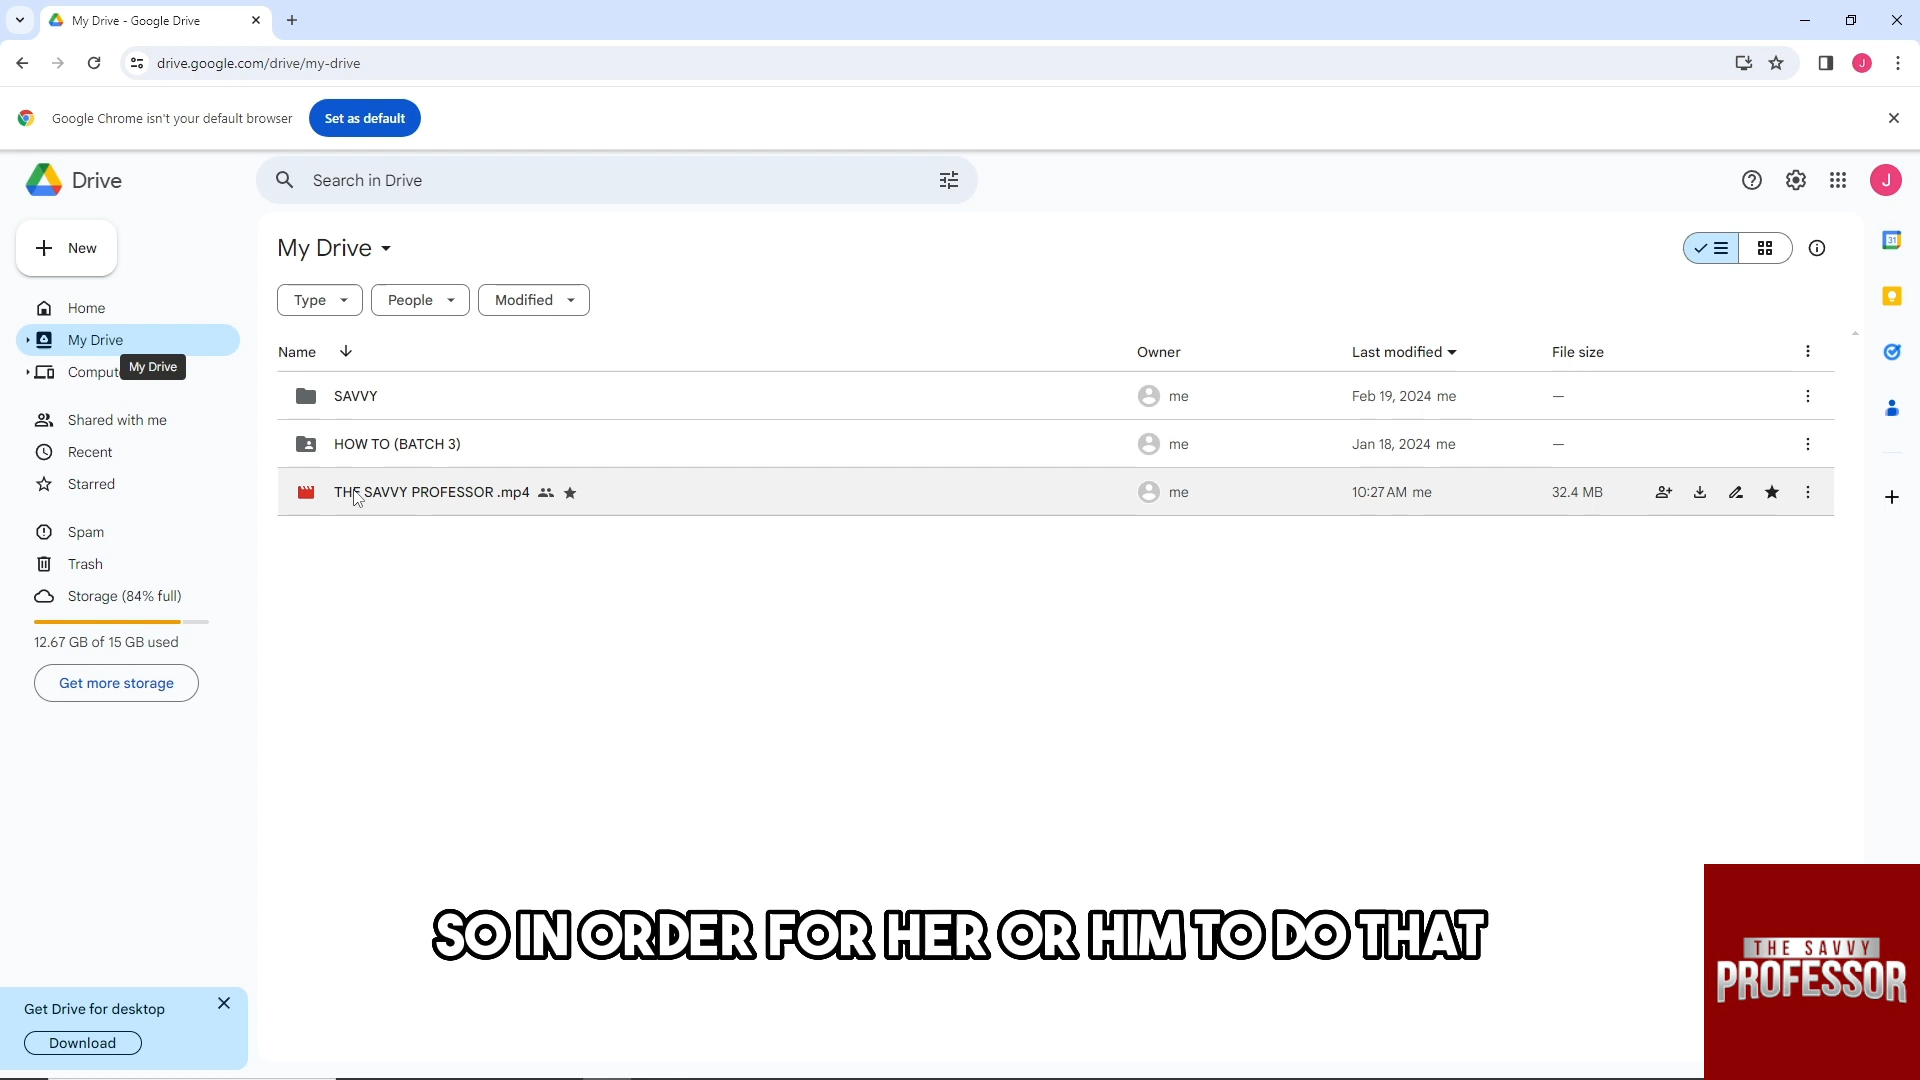 My Drive - Google Drive
drive.google.com/drive/my-drive
J
Google Chrome isn't your default browser
Set as default
Drive
Search in Drive
J
New
My Drive
31
Type
People
Modified
Home
My Drive
My Drive
Comput
Name
Owner
Last modified
File size
SAVVY
me
Feb 19, 2024 me
—
Shared with me
HOW TO (BATCH 3)
me
Jan 18, 2024 me
—
Recent
Starred
THE SAVVY PROFESSOR .mp4
me
10:27 AM me
32.4 MB
Spam
Trash
Storage (84% full)
12.67 GB of 15 GB used
Get more storage
SO IN ORDER FOR HER OR HIM TO DO THAT
THE SAVVY
PROFESSOR
Get Drive for desktop
Download